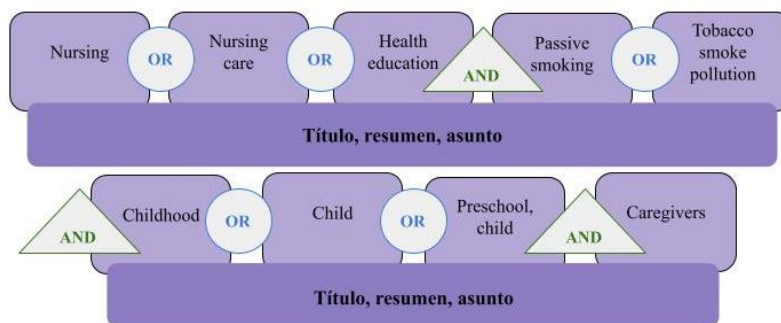 Nursing
OR
Nursing
care
OR
Health
education
AND
Passive
smoking
OR
Tobacco
smoke
pollution
Título, resumen, asunto
AND
Childhood
OR
Child
OR
Preschool,
child
AND
Caregivers
Título, resumen, asunto